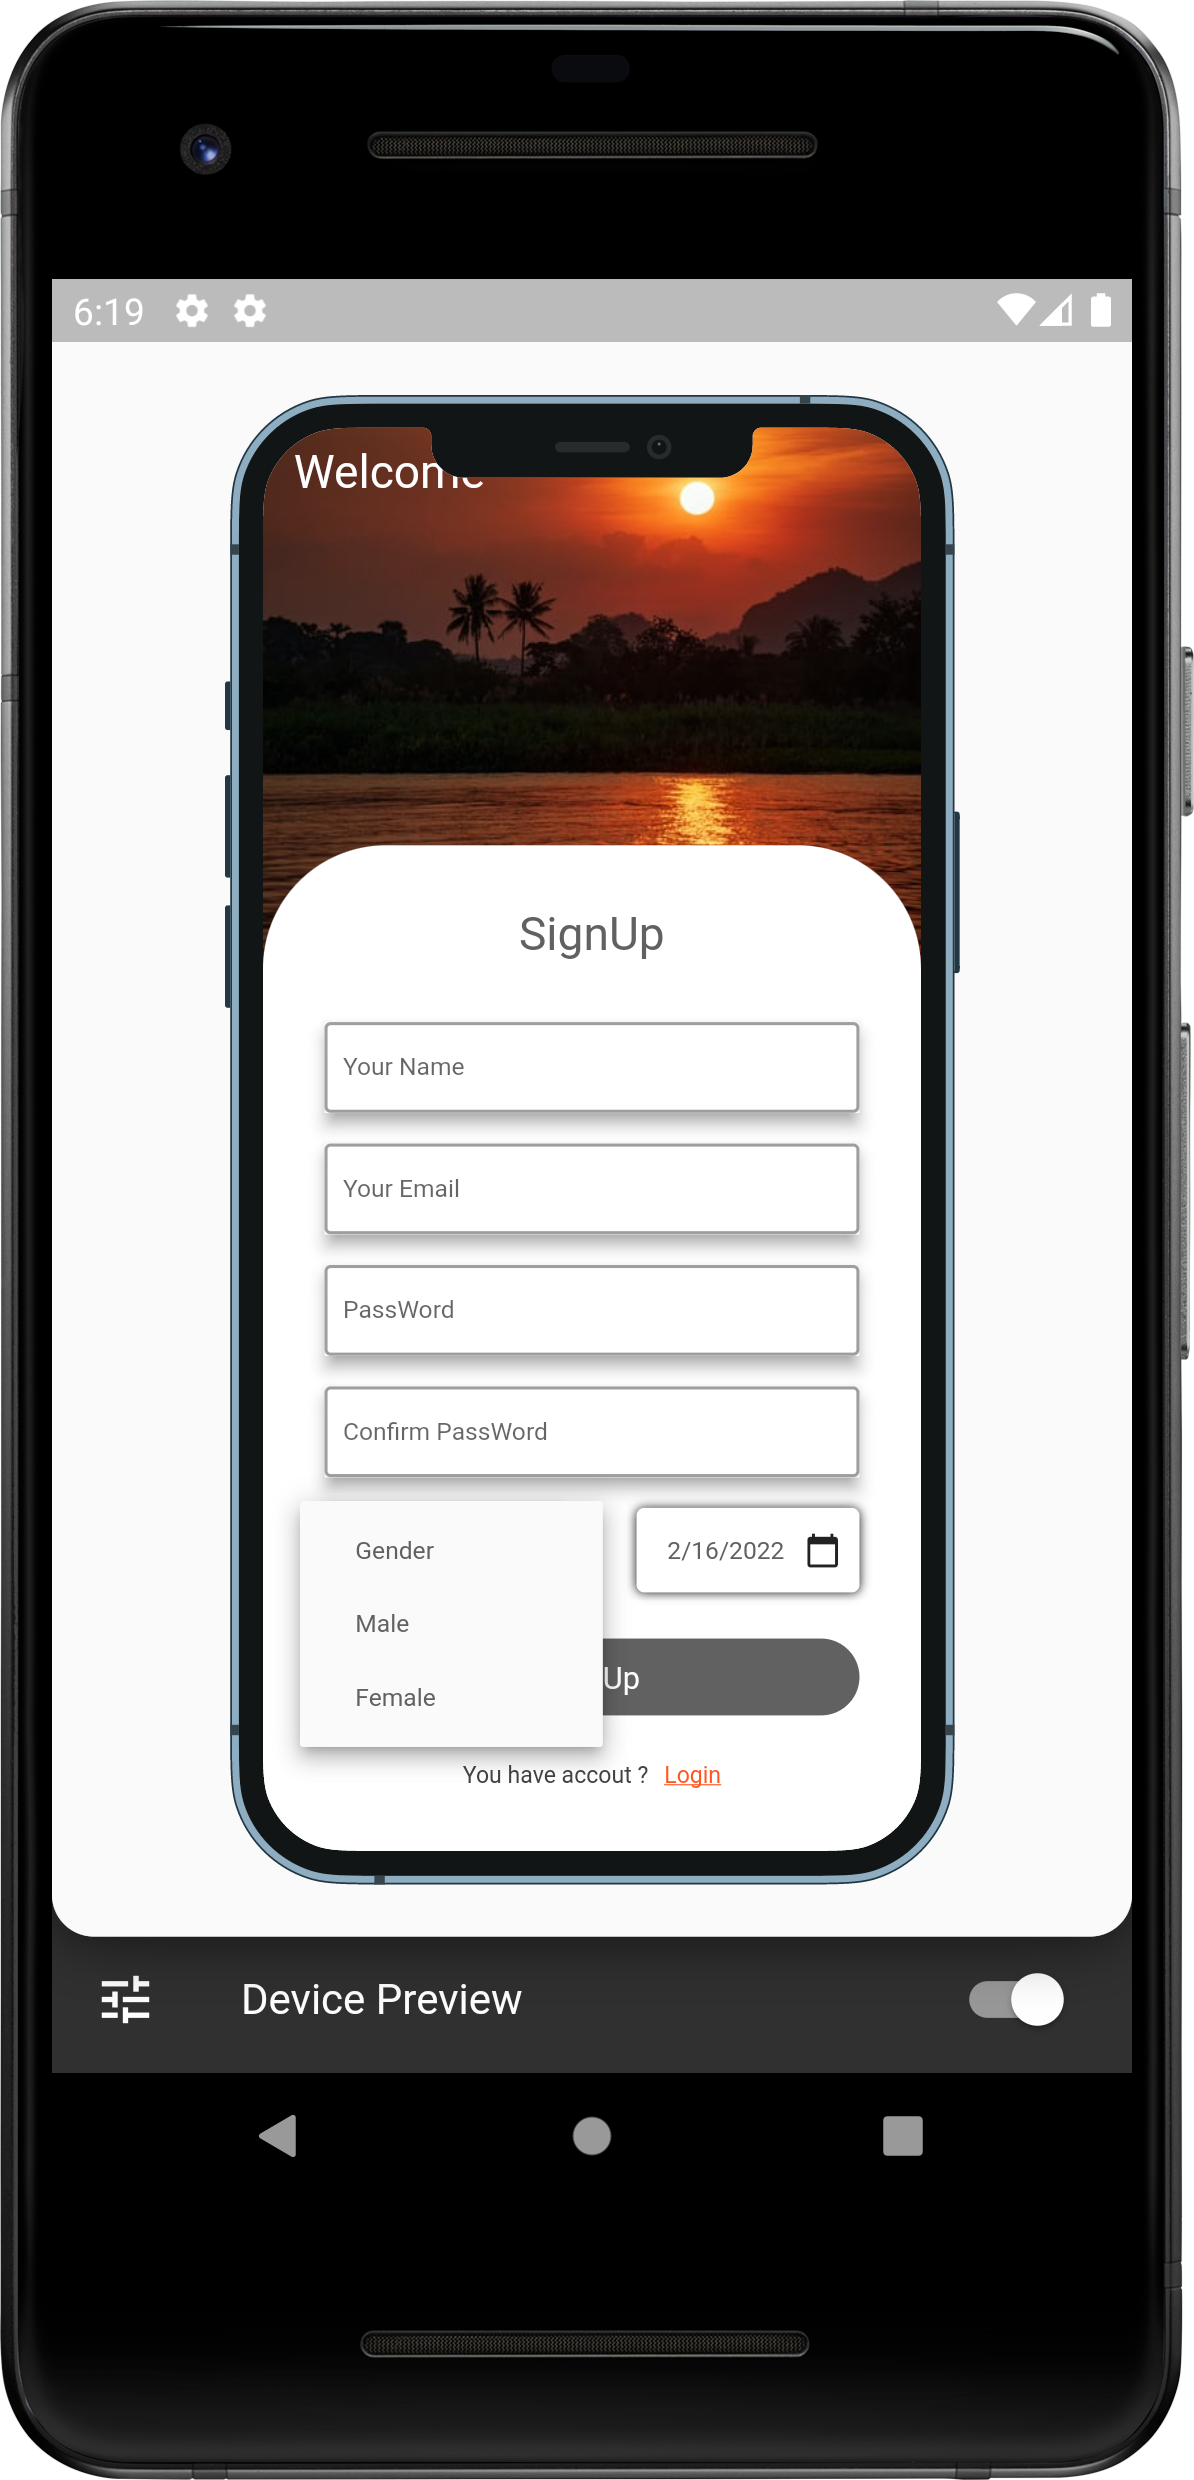 6:19
Welcome
SignUp
Your Name
Your Email
PassWord
Confirm PassWord
Gender 2/16/2022
Male
Up
Female
You have accout ? Login
Device Preview